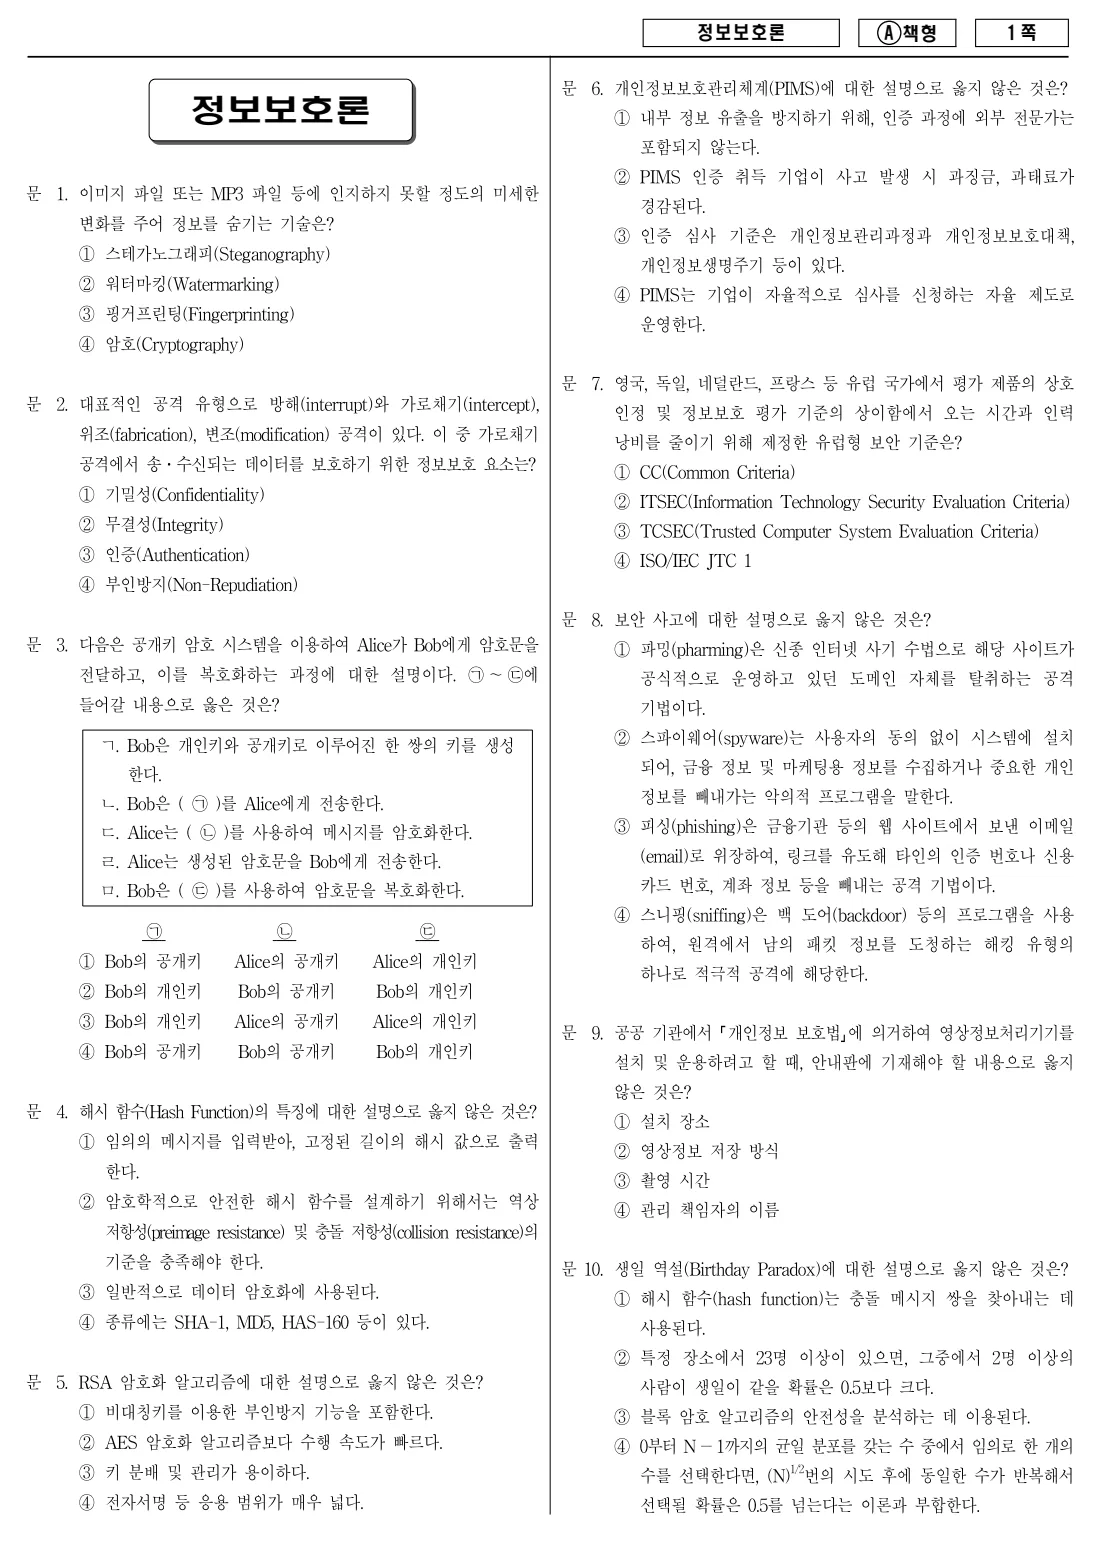 정보보호론
Ⓐ책형
1 쪽
정보보호론
문 1. 이미지 파일 또는 MP3 파일 등에 인지하지 못할 정도의 미세한
변화를 주어 정보를 숨기는 기술은?
① 스테가노그래피(Steganography)
② 워터마킹(Watermarking)
③ 핑거프린팅(Fingerprinting)
④ 암호(Cryptography)
문 2. 대표적인 공격 유형으로 방해(interrupt)와 가로채기(intercept),
위조(fabrication), 변조(modification) 공격이 있다. 이 중 가로채기
공격에서 송・수신되는 데이터를 보호하기 위한 정보보호 요소는?
① 기밀성(Confidentiality)
② 무결성(Integrity)
③ 인증(Authentication)
④ 부인방지(Non-Repudiation)
문 3. 다음은 공개키 암호 시스템을 이용하여 Alice가 Bob에게 암호문을
전달하고, 이를 복호화하는 과정에 대한 설명이다. ㉠ ~ ㉢에
들어갈 내용으로 옳은 것은?
ㄱ. Bob은 개인키와 공개키로 이루어진 한 쌍의 키를 생성
한다.
ㄴ. Bob은 ( ㉠ )를 Alice에게 전송한다.
ㄷ. Alice는 ( ㉡ )를 사용하여 메시지를 암호화한다.
ㄹ. Alice는 생성된 암호문을 Bob에게 전송한다.
ㅁ. Bob은 ( ㉢ )를 사용하여 암호문을 복호화한다.
㉠ ㉡ ㉢
① Bob의 공개키 Alice의 공개키 Alice의 개인키
② Bob의 개인키 Bob의 공개키 Bob의 개인키
③ Bob의 개인키 Alice의 공개키 Alice의 개인키
④ Bob의 공개키 Bob의 공개키 Bob의 개인키
문 4. 해시 함수(Hash Function)의 특징에 대한 설명으로 옳지 않은 것은?
① 임의의 메시지를 입력받아, 고정된 길이의 해시 값으로 출력
한다.
② 암호학적으로 안전한 해시 함수를 설계하기 위해서는 역상
저항성(preimage resistance) 및 충돌 저항성(collision resistance)의
기준을 충족해야 한다.
③ 일반적으로 데이터 암호화에 사용된다.
④ 종류에는 SHA-1, MD5, HAS-160 등이 있다.
문 5. RSA 암호화 알고리즘에 대한 설명으로 옳지 않은 것은?
① 비대칭키를 이용한 부인방지 기능을 포함한다.
② AES 암호화 알고리즘보다 수행 속도가 빠르다.
③ 키 분배 및 관리가 용이하다.
④ 전자서명 등 응용 범위가 매우 넓다.
문 6. 개인정보보호관리체계(PIMS)에 대한 설명으로 옳지 않은 것은?
① 내부 정보 유출을 방지하기 위해, 인증 과정에 외부 전문가는
포함되지 않는다.
② PIMS 인증 취득 기업이 사고 발생 시 과징금, 과태료가
경감된다.
③ 인증 심사 기준은 개인정보관리과정과 개인정보보호대책,
개인정보생명주기 등이 있다.
④ PIMS는 기업이 자율적으로 심사를 신청하는 자율 제도로
운영한다.
문 7. 영국, 독일, 네덜란드, 프랑스 등 유럽 국가에서 평가 제품의 상호
인정 및 정보보호 평가 기준의 상이함에서 오는 시간과 인력
낭비를 줄이기 위해 제정한 유럽형 보안 기준은?
① CC(Common Criteria)
② ITSEC(Information Technology Security Evaluation Criteria)
③ TCSEC(Trusted Computer System Evaluation Criteria)
④ ISO/IEC JTC 1
문 8. 보안 사고에 대한 설명으로 옳지 않은 것은?
① 파밍(pharming)은 신종 인터넷 사기 수법으로 해당 사이트가
공식적으로 운영하고 있던 도메인 자체를 탈취하는 공격
기법이다.
② 스파이웨어(spyware)는 사용자의 동의 없이 시스템에 설치
되어, 금융 정보 및 마케팅용 정보를 수집하거나 중요한 개인
정보를 빼내가는 악의적 프로그램을 말한다.
③ 피싱(phishing)은 금융기관 등의 웹 사이트에서 보낸 이메일
(email)로 위장하여, 링크를 유도해 타인의 인증 번호나 신용
카드 번호, 계좌 정보 등을 빼내는 공격 기법이다.
④ 스니핑(sniffing)은 백 도어(backdoor) 등의 프로그램을 사용
하여, 원격에서 남의 패킷 정보를 도청하는 해킹 유형의
하나로 적극적 공격에 해당한다.
문 9. 공공 기관에서 「개인정보 보호법」에 의거하여 영상정보처리기기를
설치 및 운용하려고 할 때, 안내판에 기재해야 할 내용으로 옳지
않은 것은?
① 설치 장소
② 영상정보 저장 방식
③ 촬영 시간
④ 관리 책임자의 이름
문 10. 생일 역설(Birthday Paradox)에 대한 설명으로 옳지 않은 것은?
① 해시 함수(hash function)는 충돌 메시지 쌍을 찾아내는 데
사용된다.
② 특정 장소에서 23명 이상이 있으면, 그중에서 2명 이상의
사람이 생일이 같을 확률은 0.5보다 크다.
③ 블록 암호 알고리즘의 안전성을 분석하는 데 이용된다.
④ 0부터 N－1까지의 균일 분포를 갖는 수 중에서 임의로 한 개의
수를 선택한다면, (N)^1/2번의 시도 후에 동일한 수가 반복해서
선택될 확률은 0.5를 넘는다는 이론과 부합한다.